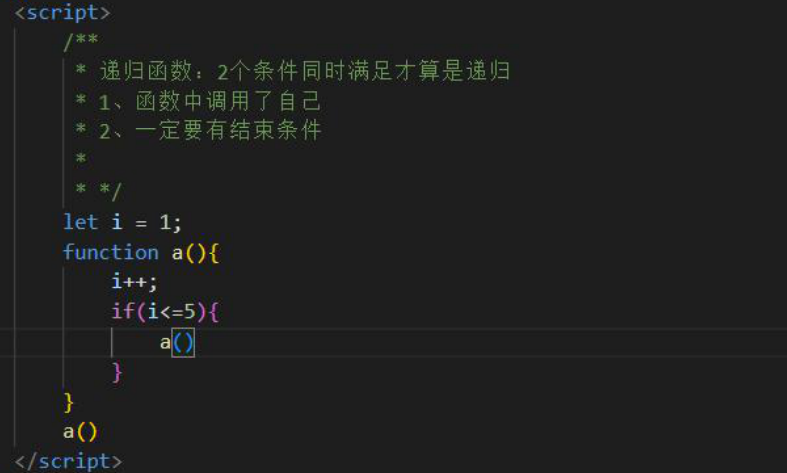 <script>
/**
* 递归函数：2个条件同时满足才算是递归
* 1、函数中调用了自己
* 2、一定要有结束条件
*
* */
let i = 1;
function a(){
i++;
if(i<=5){
a()
}
}
a()
</script>